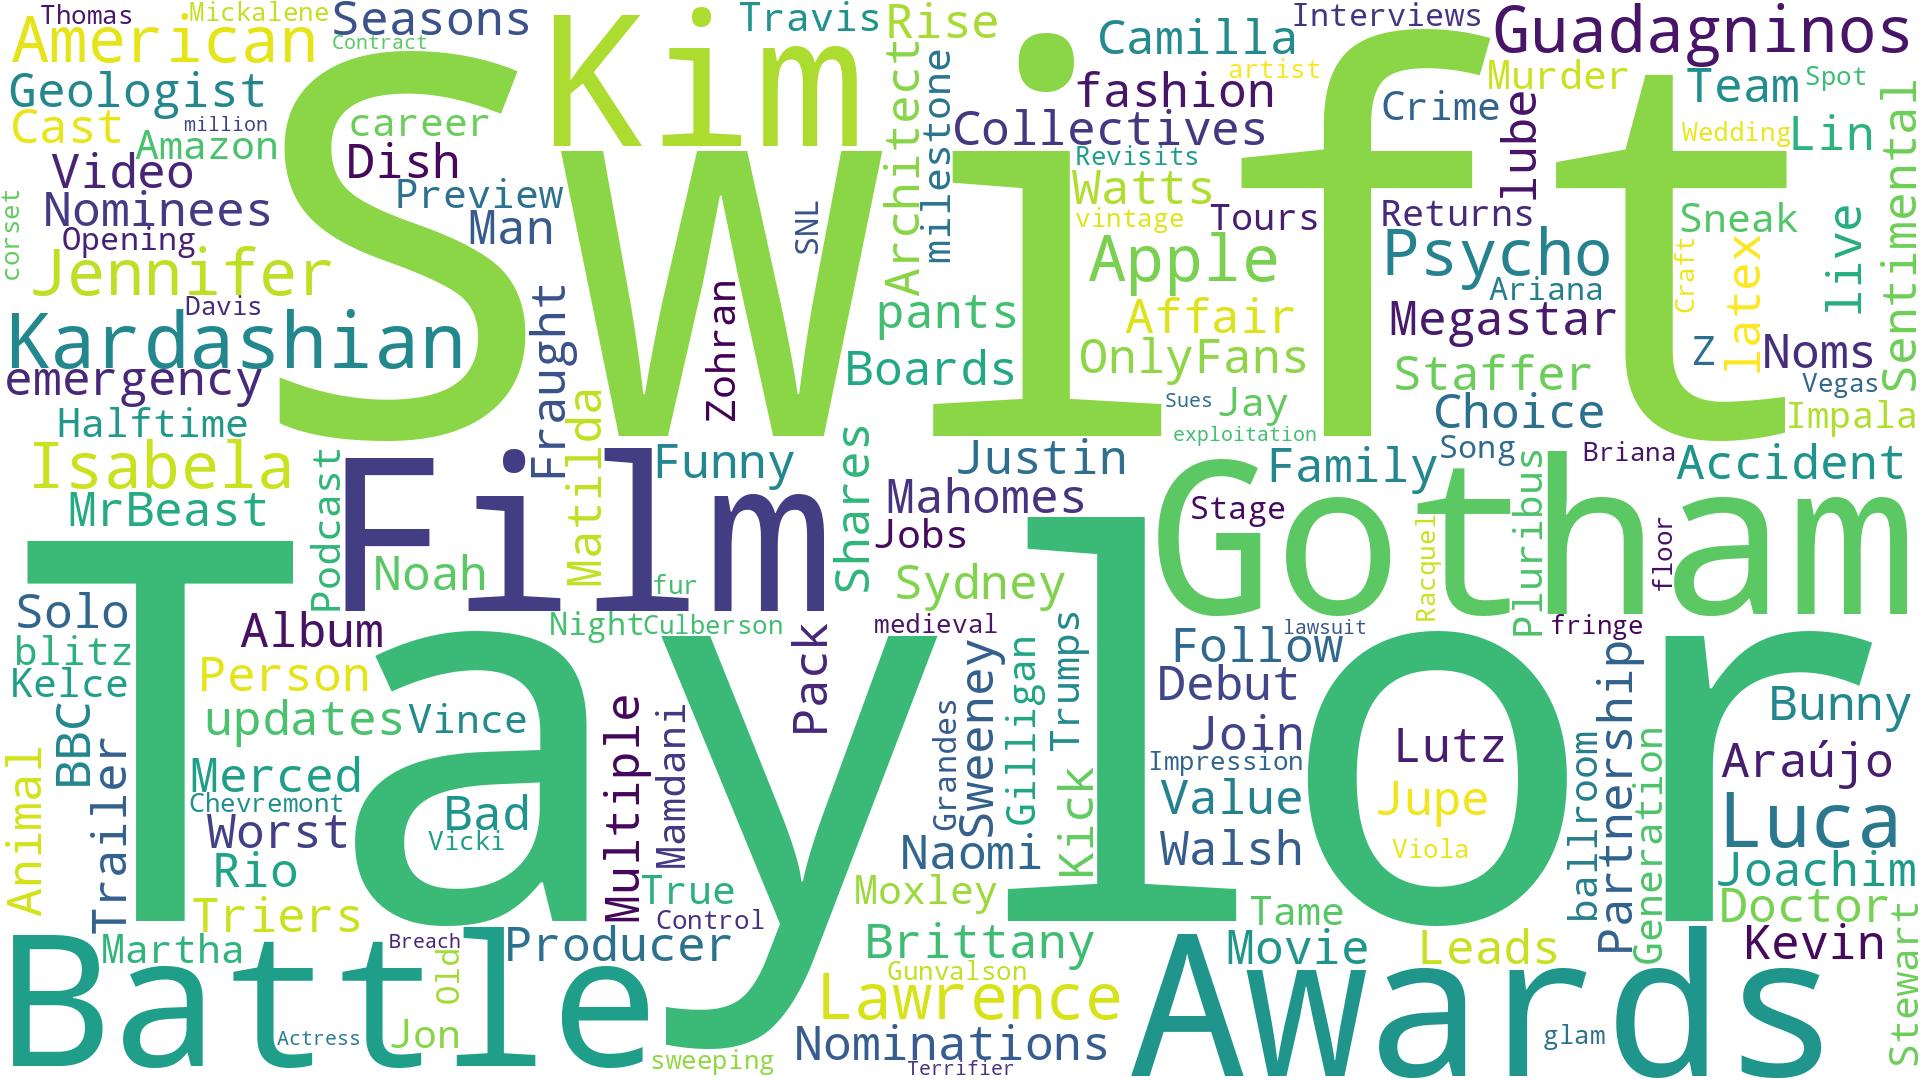 Thomas
Mickalene
Seasons
Kim
Travis
Rise
Camilla
Interviews
Guadagninos
American
Contract
Swift
Architect
milestone
fashion
artist
Murder
Team
Spot
Geologist
Cast
million
Amazon
career
Dish
Collectives
Crime
lube
Wedding
Lin
Sentimental
Video
Preview
Revisits
Watts
Nominees
Man
SNL
vintage
Tours
Returns
Sneak
live
corset
Opening
Jennifer
Apple
Psycho
Craft
latex
Davis
Fraught
Zohran
pants
Affair
Ariana
Megastar
Kardashian
emergency
Boards
OnlyFans
Staffer
Z
Noms
Vegas
Halftime
Matilda
Sues
Jay
Choice
Impala
exploitation
Isabela
Film
Funny
Shares
Justin
Family
Song
Briana
Accident
MrBeast
Podcast
Mahomes
Stage
Gotham
Jobs
Racquel
Pluribus
floor
Taylor
Noah
fur
Sydney
Solo
Album
Night
Culberson
Pack
medieval
Follow
lawsuit
fringe
blitz
Kelce
Person
Sweeney
Gilligan
Trumps
Debut
Partnership
Bunny
BBC
updates
Vince
Multiple
Mamdani
Grandes
Join
Lutz
ballroom
Generation
Araújo
Animal
Trailer
Merced
Chevremont
Bad
Kick
Impression
Value
Jupe
Luca
Worst
Vicki
Naomi
Walsh
Viola
Rio
True
Moxley
Joachim
Triers
Control
Tame
Doctor
Stewart
Battle
Martha
Breach
Old
Producer
Brittany
Movie
Leads
Kevin
Gunvalson
Lawrence
Awards
Actress
Jon
sweeping
Nominations
Terrifier
glam